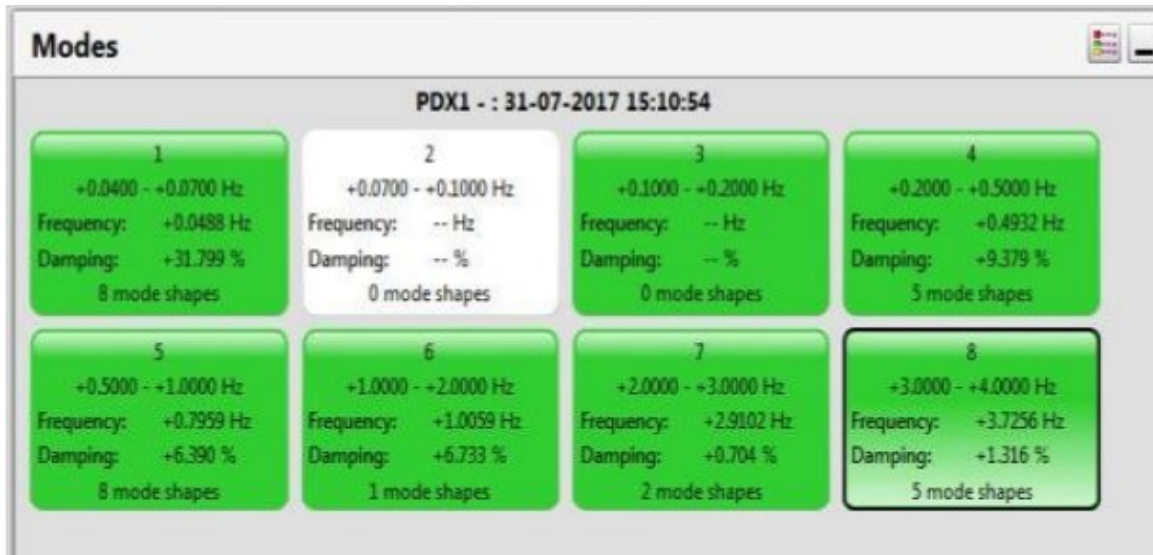 Modes
PDX1 - : 31-07-2017 15:10:54
1
+0.0400 - +0.0700 Hz
Frequency: +0.0488 Hz
Damping: +31.799 %
8 mode shapes
2
+0.0700 - +0.1000 Hz
Frequency: -- Hz
Damping: -- %
0 mode shapes
3
+0.1000 - +0.2000 Hz
Frequency: -- Hz
Damping: -- %
0 mode shapes
4
+0.2000 - +0.5000 Hz
Frequency: +0.4932 Hz
Damping: +9.379 %
5 mode shapes
5
+0.5000 - +1.0000 Hz
Frequency: +0.7959 Hz
Damping: +6.390 %
8 mode shapes
6
+1.0000 - +2.0000 Hz
Frequency: +1.0059 Hz
Damping: +6.733 %
1 mode shapes
7
+2.0000 - +3.0000 Hz
Frequency: +2.9102 Hz
Damping: +0.704 %
2 mode shapes
8
+3.0000 - +4.0000 Hz
Frequency: +3.7256 Hz
Damping: +1.316 %
5 mode shapes